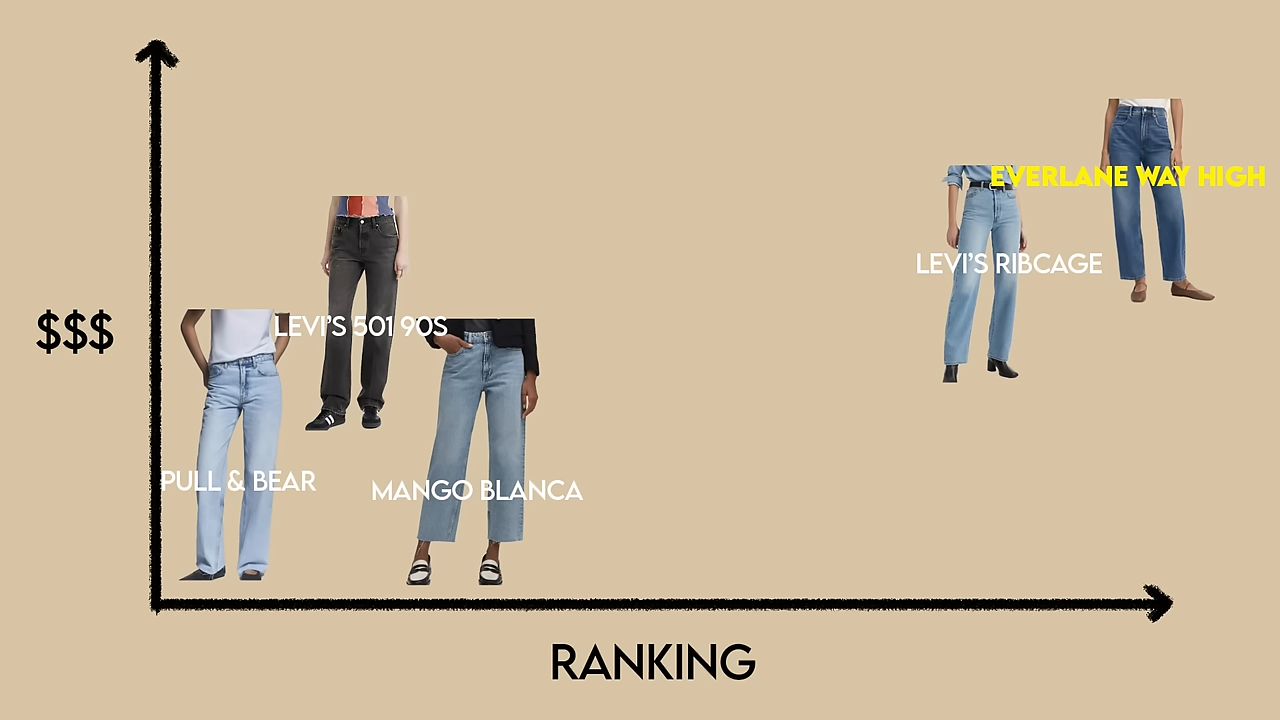 EVERLANE WAY HIGH
LEVI'S RIBCAGE
LEVI'S 501 90S
$$$
PULL & BEAR
MANGO BLANCA
RANKING